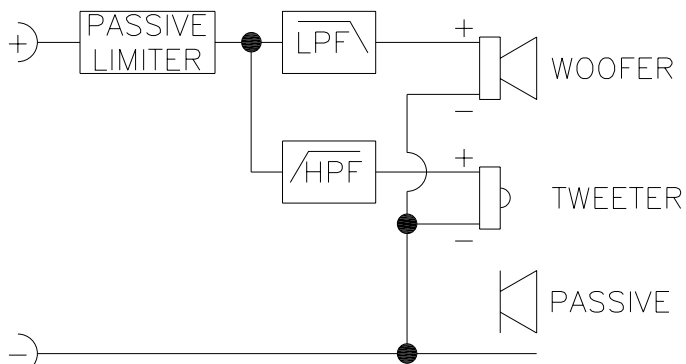 PASSIVE
LIMITER
+
LPF
+
WOOFER
−
HPF
+
TWEETER
−
PASSIVE
−